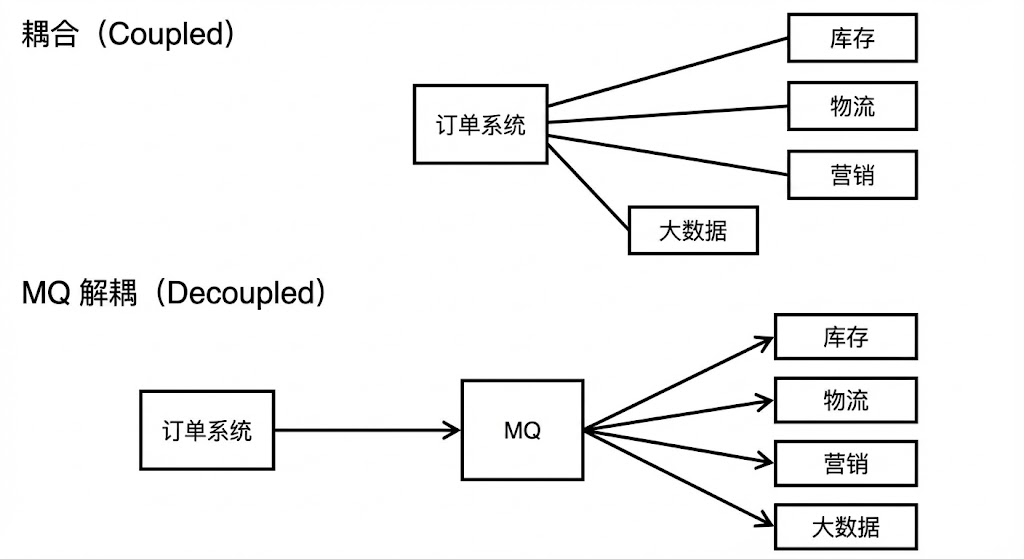 耦合（Coupled）
订单系统
库存
物流
营销
大数据
MQ 解耦（Decoupled）
订单系统
MQ
库存
物流
营销
大数据